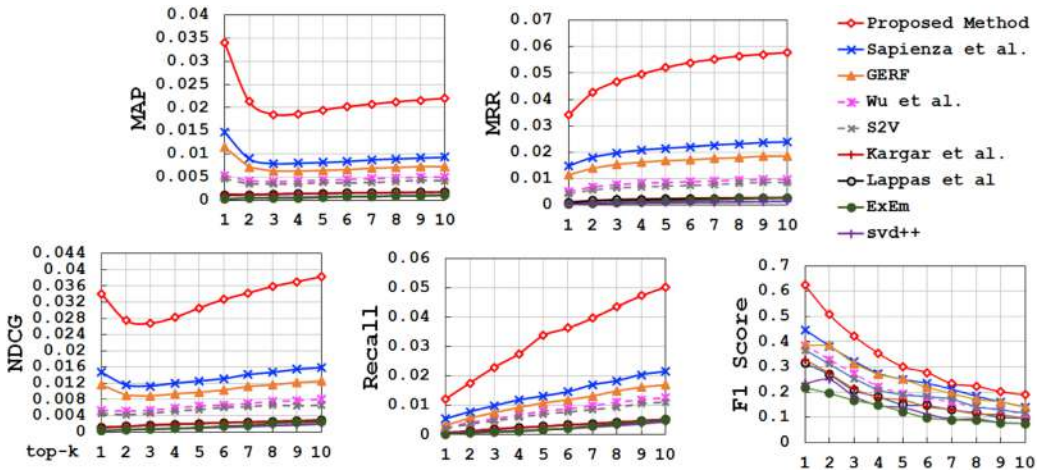 MAP
0.04
0.035
0.03
0.025
0.02
0.015
0.01
0.005
0
1 2 3 4 5 6 7 8 9 10
MRR
0.07
0.06
0.05
0.04
0.03
0.02
0.01
0
1 2 3 4 5 6 7 8 9 10
Proposed Method
Sapienza et al.
GERF
Wu et al.
S2V
Kargar et al.
Lappas et al
ExEm
svd++
NDCG
0.044
0.04
0.036
0.032
0.028
0.024
0.02
0.016
0.012
0.008
0.004
0
top-k 1 2 3 4 5 6 7 8 9 10
Recall
0.06
0.05
0.04
0.03
0.02
0.01
0
1 2 3 4 5 6 7 8 9 10
F1 Score
0.7
0.6
0.5
0.4
0.3
0.2
0.1
0
1 2 3 4 5 6 7 8 9 10